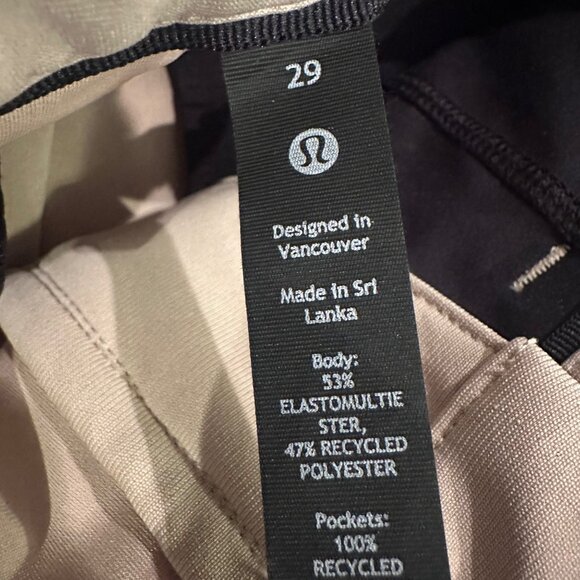 29
Designed in
Vancouver
Made in Sri
Lanka
Body:
53%
ELASTOMULTIE
STER,
47% RECYCLED
POLYESTER
Pockets:
100%
RECYCLED